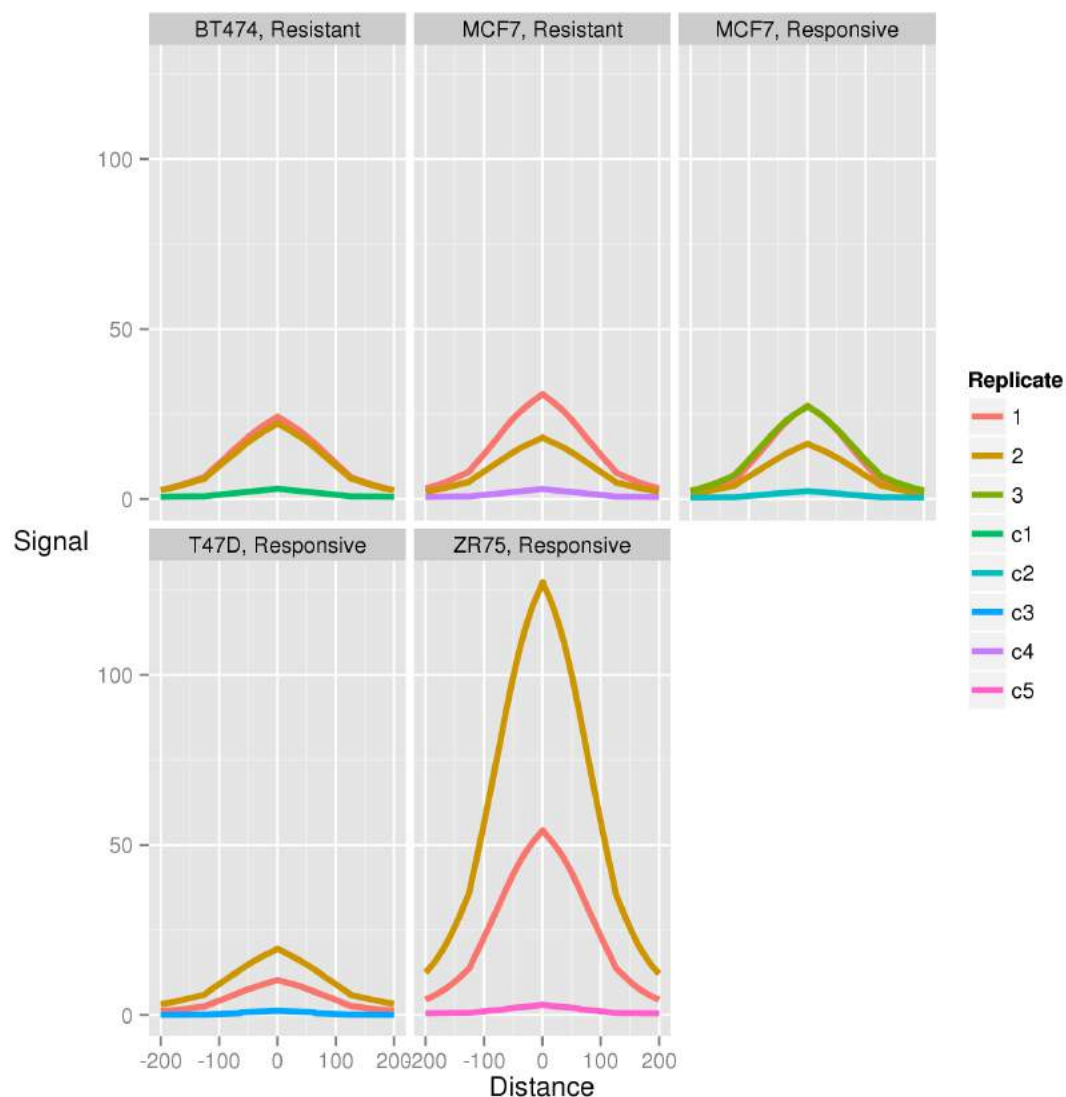 BT474, Resistant
MCF7, Resistant
MCF7, Responsive
100
50
0
Signal
T47D, Responsive
ZR75, Responsive
100
50
0
-200 -100 0 100 200
-200 -100 0 100 200
Distance
Replicate
1
2
3
c1
c2
c3
c4
c5